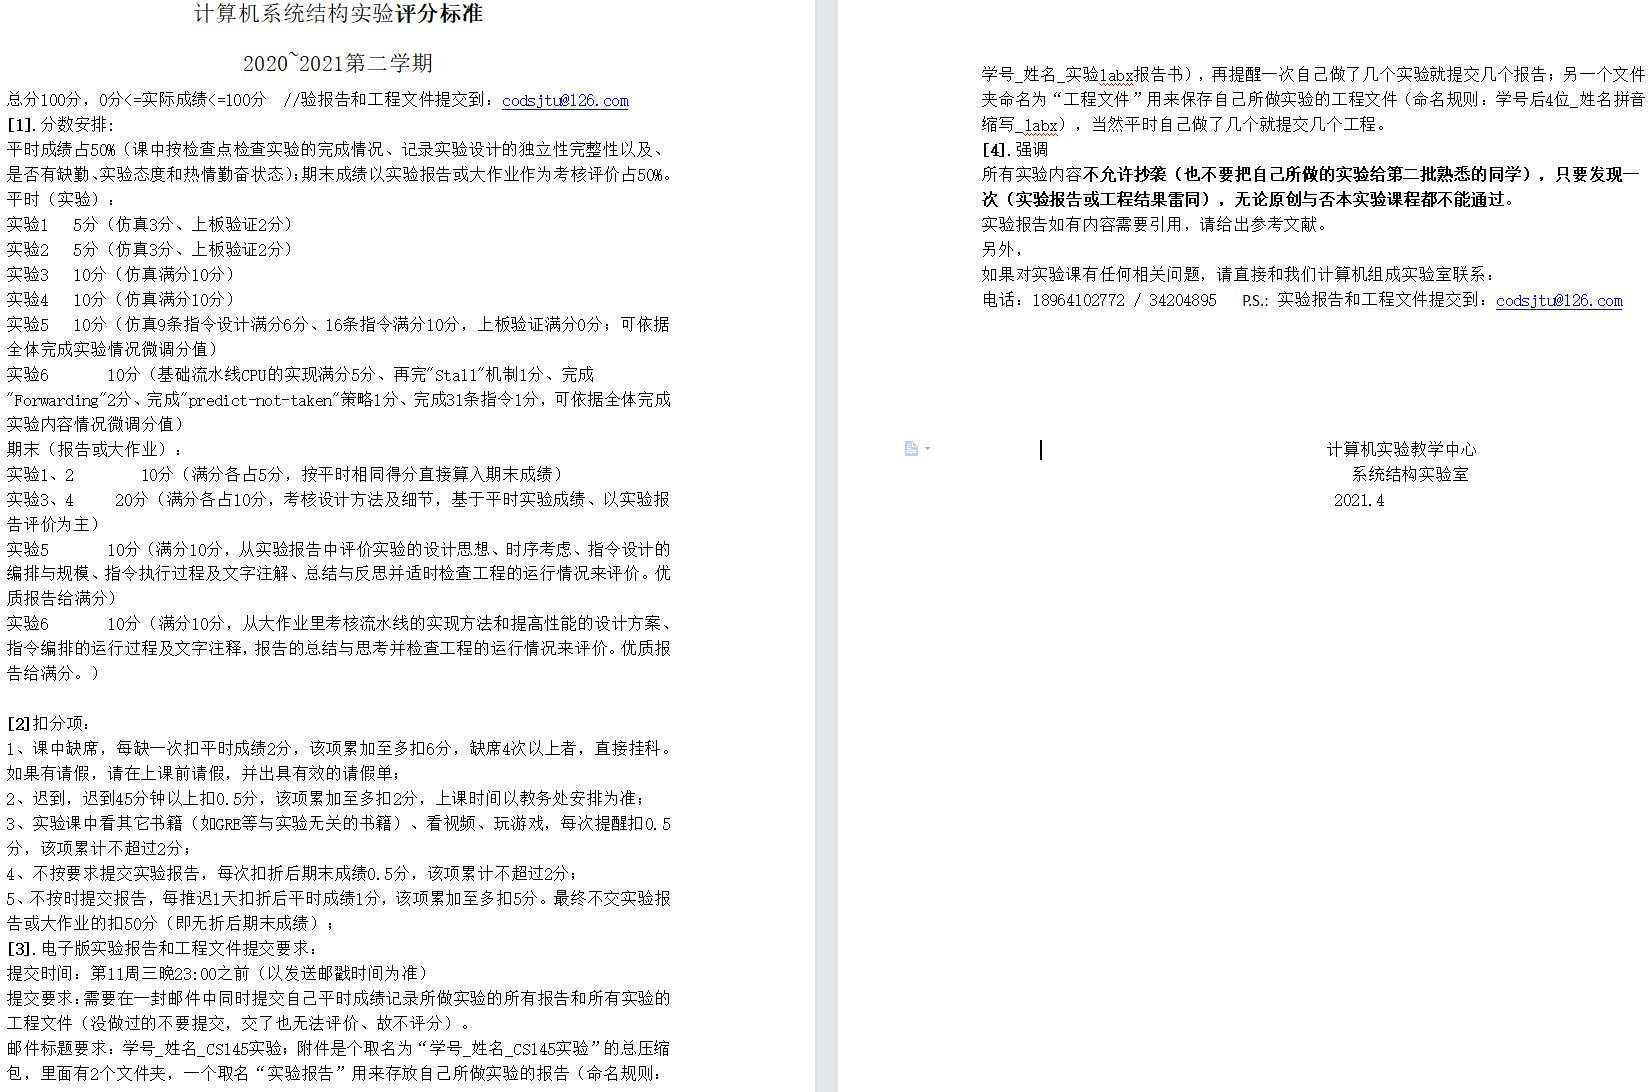 计算机系统结构实验评分标准
2020~2021第二学期
总分100分，0分<=实际成绩<=100分  //验报告和工程文件提交到：codsjtu@126.com
[1].分数安排：
平时成绩占50%（课中按检查点检查实验的完成情况、记录实验设计的独立性完整性以及、
是否有缺勤、实验态度和热情勤奋状态）；期末成绩以实验报告或大作业作为考核评价占50%。
平时（实验）：
实验1   5分（仿真3分、上板验证2分）
实验2   5分（仿真3分、上板验证2分）
实验3   10分（仿真满分10分）
实验4   10分（仿真满分10分）
实验5   10分（仿真9条指令设计满分6分、16条指令满分10分，上板验证满分0分；可依据
全体完成实验情况微调分值）
实验6       10分（基础流水线CPU的实现满分5分、再完"Stall"机制1分、完成
"Forwarding"2分、完成"predict-not-taken"策略1分、完成31条指令1分，可依据全体完成
实验内容情况微调分值）
期末（报告或大作业）：
实验1、2        10分（满分各占5分，按平时相同得分直接算入期末成绩）
实验3、4     20分（满分各占10分，考核设计方法及细节，基于平时实验成绩、以实验报
告评价为主）
实验5       10分（满分10分，从实验报告中评价实验的设计思想、时序考虑、指令设计的
编排与规模、指令执行过程及文字注解、总结与反思并适时检查工程的运行情况来评价。优
质报告给满分）
实验6       10分（满分10分，从大作业里考核流水线的实现方法和提高性能的设计方案、
指令编排的运行过程及文字注释，报告的总结与思考并检查工程的运行情况来评价。优质报
告给满分。）
[2]扣分项：
1、课中缺席，每缺一次扣平时成绩2分，该项累加至多扣6分，缺席4次以上者，直接挂科。
如果有请假，请在上课前请假，并出具有效的请假单；
2、迟到，迟到45分钟以上扣0.5分，该项累加至多扣2分，上课时间以教务处安排为准；
3、实验课中看其它书籍（如GRE等与实验无关的书籍）、看视频、玩游戏，每次提醒扣0.5
分，该项累计不超过2分；
4、不按要求提交实验报告，每次扣折后期末成绩0.5分，该项累计不超过2分；
5、不按时提交报告，每推迟1天扣折后平时成绩1分，该项累加至多扣5分。最终不交实验报
告或大作业的扣50分（即无折后期末成绩）；
[3].电子版实验报告和工程文件提交要求：
提交时间：第11周三晚23:00之前（以发送邮戳时间为准）
提交要求：需要在一封邮件中同时提交自己平时成绩记录所做实验的所有报告和所有实验的
工程文件（没做过的不要提交，交了也无法评价、故不评分）。
邮件标题要求：学号_姓名_CS145实验；附件是个取名为“学号_姓名_CS145实验”的总压缩
包，里面有2个文件夹，一个取名“实验报告”用来存放自己所做实验的报告（命名规则：
学号_姓名_实验labx报告书），再提醒一次自己做了几个实验就提交几个报告；另一个文件
夹命名为“工程文件”用来保存自己所做实验的工程文件（命名规则：学号后4位_姓名拼音
缩写_labx），当然平时自己做了几个就提交几个工程。
[4].强调
所有实验内容不允许抄袭（也不要把自己所做的实验给第二批熟悉的同学），只要发现一
次（实验报告或工程结果雷同），无论原创与否本实验课程都不能通过。
实验报告如有内容需要引用，请给出参考文献。
另外，
如果对实验课有任何相关问题，请直接和我们计算机组成实验室联系：
电话：18964102772 / 34204895   P.S.: 实验报告和工程文件提交到：codsjtu@126.com
计算机实验教学中心
系统结构实验室
2021.4